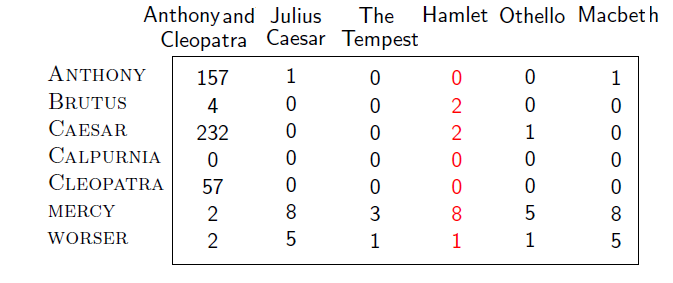 Anthony and Julius The Hamlet Othello Macbeth
Cleopatra Caesar Tempest
ANTHONY 157 1 0 0 0 1
BRUTUS 4 0 0 2 0 0
CAESAR 232 0 0 2 1 0
CALPURNIA 0 0 0 0 0 0
CLEOPATRA 57 0 0 0 0 0
MERCY 2 8 3 8 5 8
WORSER 2 5 1 1 1 5